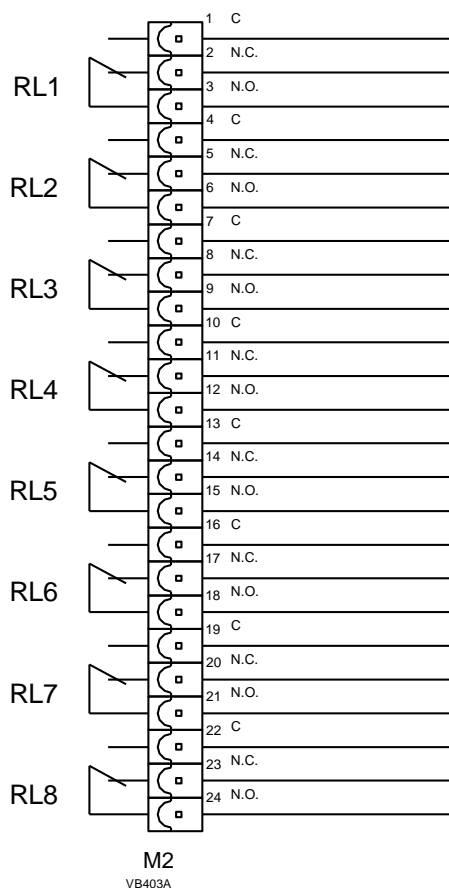 1 C
2 N.C.
RL1
3 N.O.
4 C
5 N.C.
RL2
6 N.O.
7 C
8 N.C.
RL3
9 N.O.
10 C
11 N.C.
RL4
12 N.O.
13 C
14 N.C.
RL5
15 N.O.
16 C
17 N.C.
RL6
18 N.O.
19 C
20 N.C.
RL7
21 N.O.
22 C
23 N.C.
RL8
24 N.O.
M2
VB403A